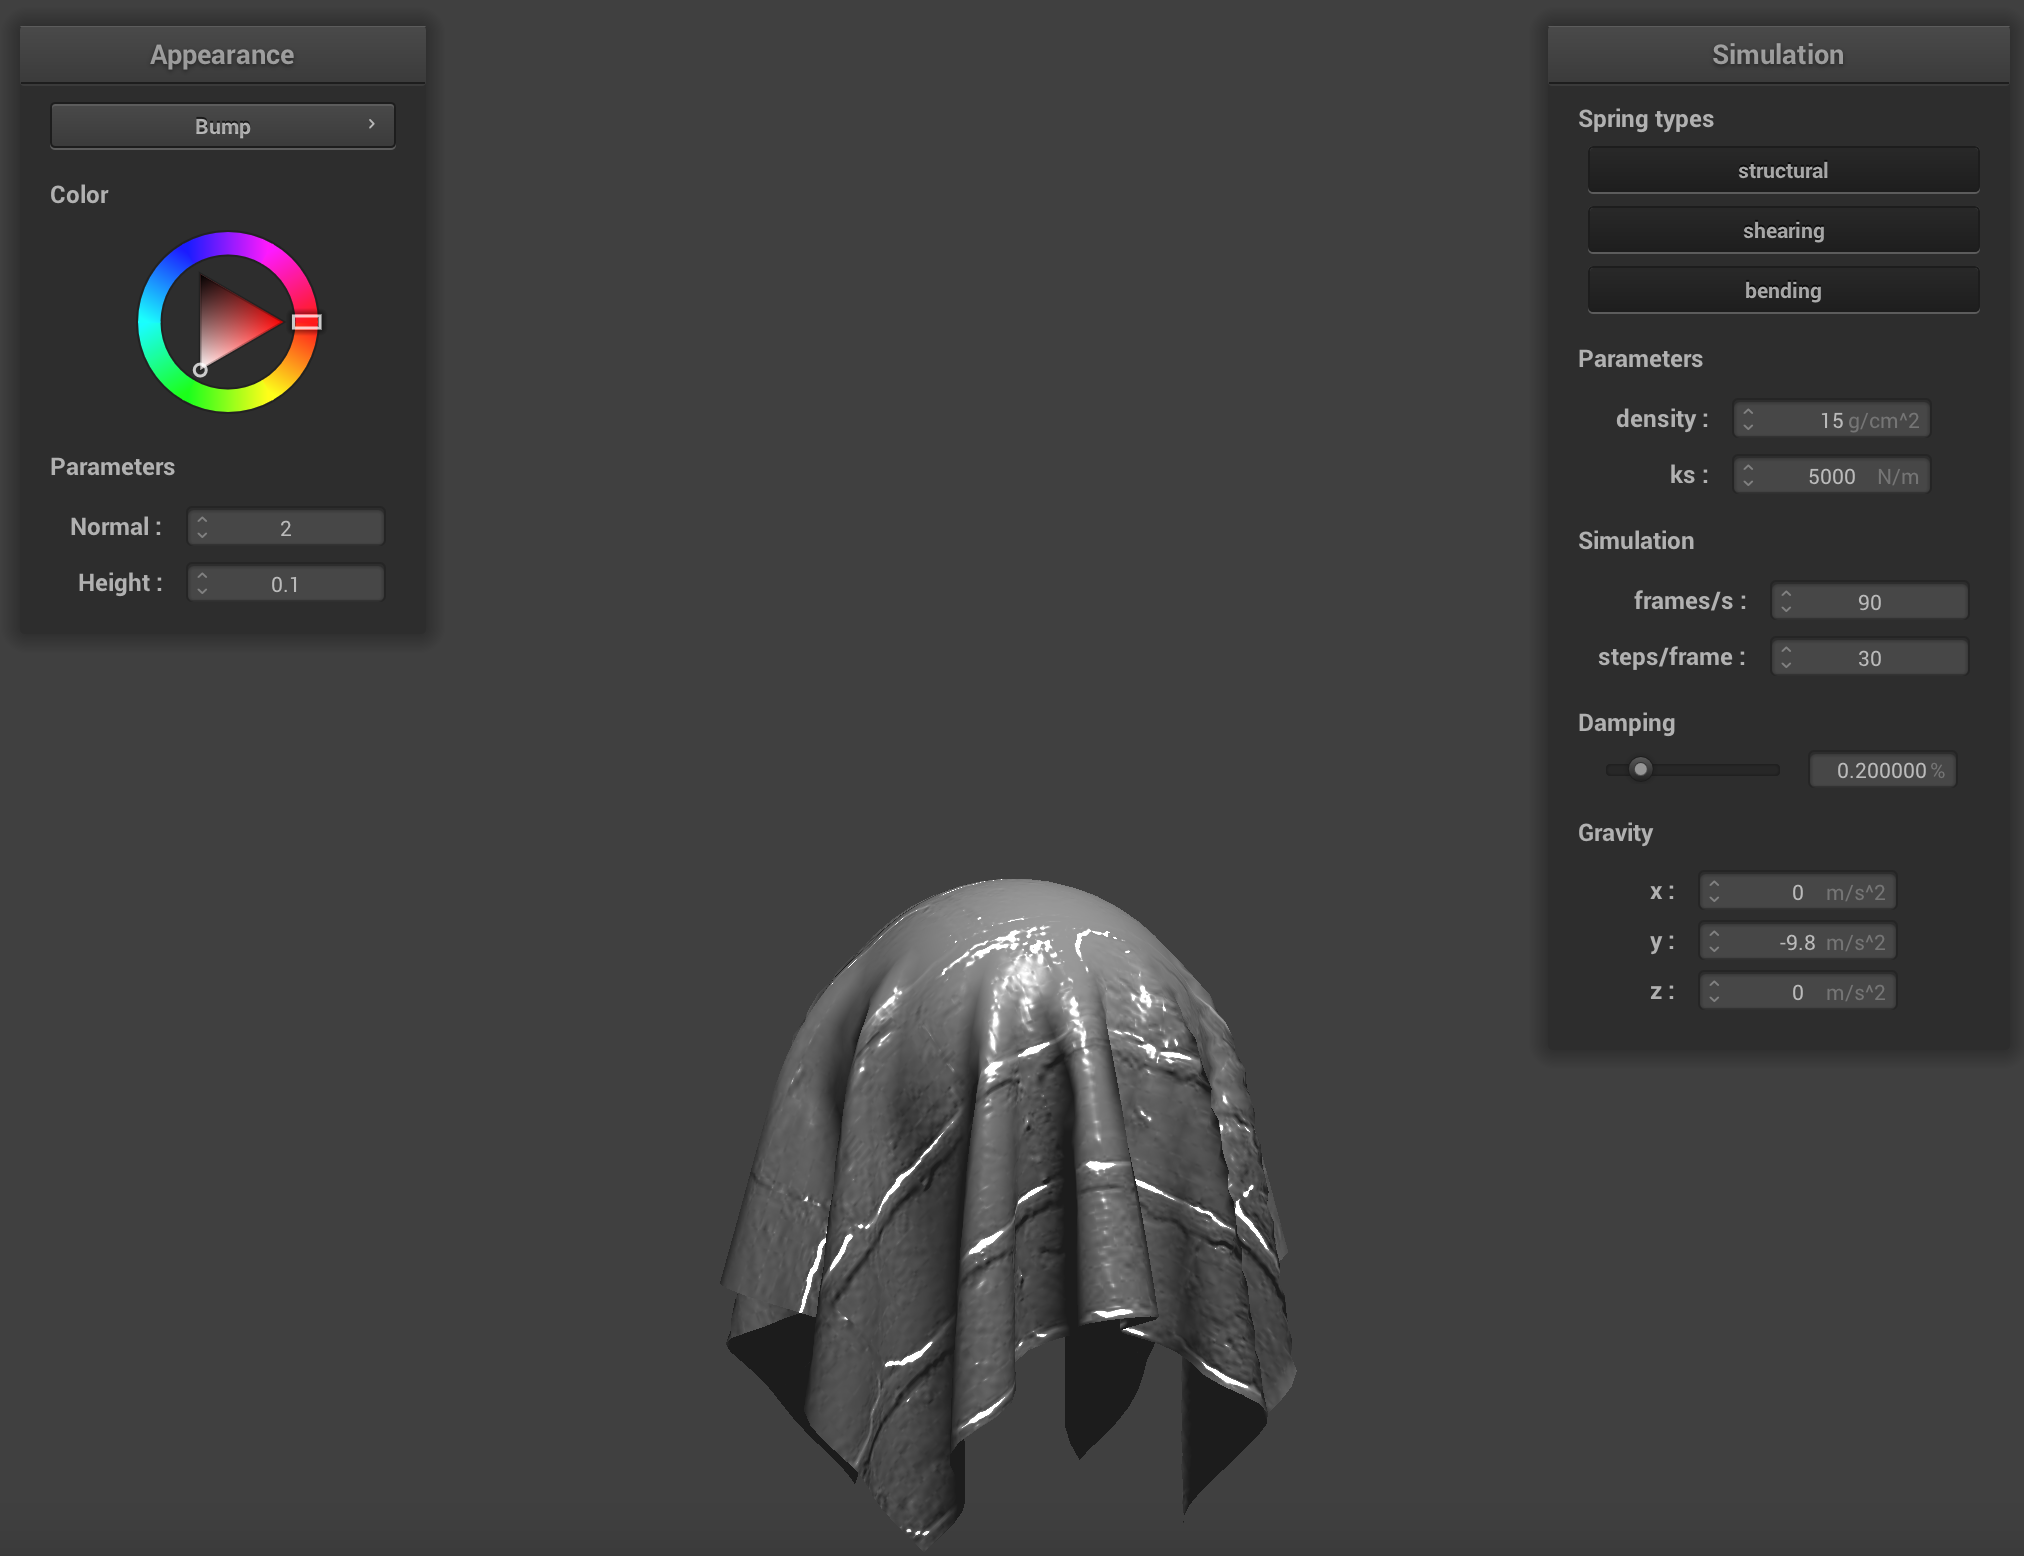 Appearance
Bump
Color
Parameters
Normal :
2
Height :
0.1
Simulation
Spring types
structural
shearing
bending
Parameters
density :
15 g/cm^2
ks :
5000 N/m
Simulation
frames/s :
90
steps/frame :
30
Damping
0.200000 %
Gravity
x :
0 m/s^2
y :
-9.8 m/s^2
z :
0 m/s^2